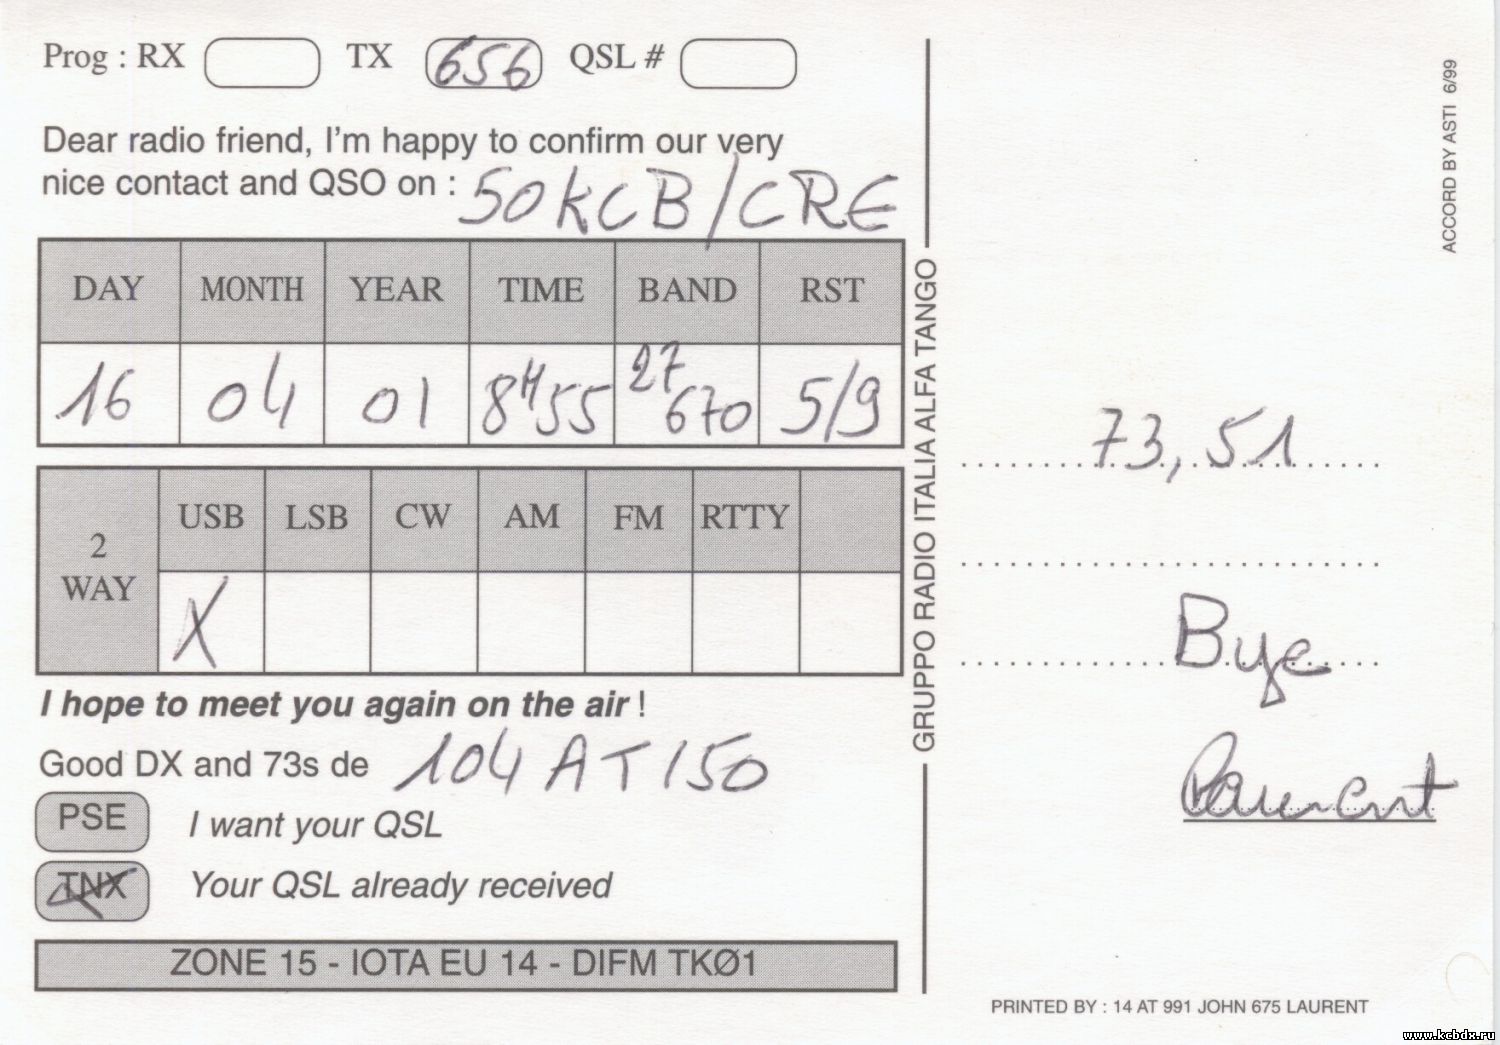 Prog : RX TX 656 QSL #
Dear radio friend, I'm happy to confirm our very
nice contact and QSO on : 50KCB/CRE
DAY MONTH YEAR TIME BAND RST
16 04 01 8H55 27 670 5/9
2 WAY
USB LSB CW AM FM RTTY
X
I hope to meet you again on the air !
Good DX and 73s de 104AT150
PSE I want your QSL
TNX Your QSL already received
ZONE 15 - IOTA EU 14 - DIFM TKØ1
GRUPPO RADIO ITALIA ALFA TANGO
ACCORD BY ASTI 6/99
73, 51
Bye
Laurent
PRINTED BY : 14 AT 991 JOHN 675 LAURENT
www.kcbdx.ru